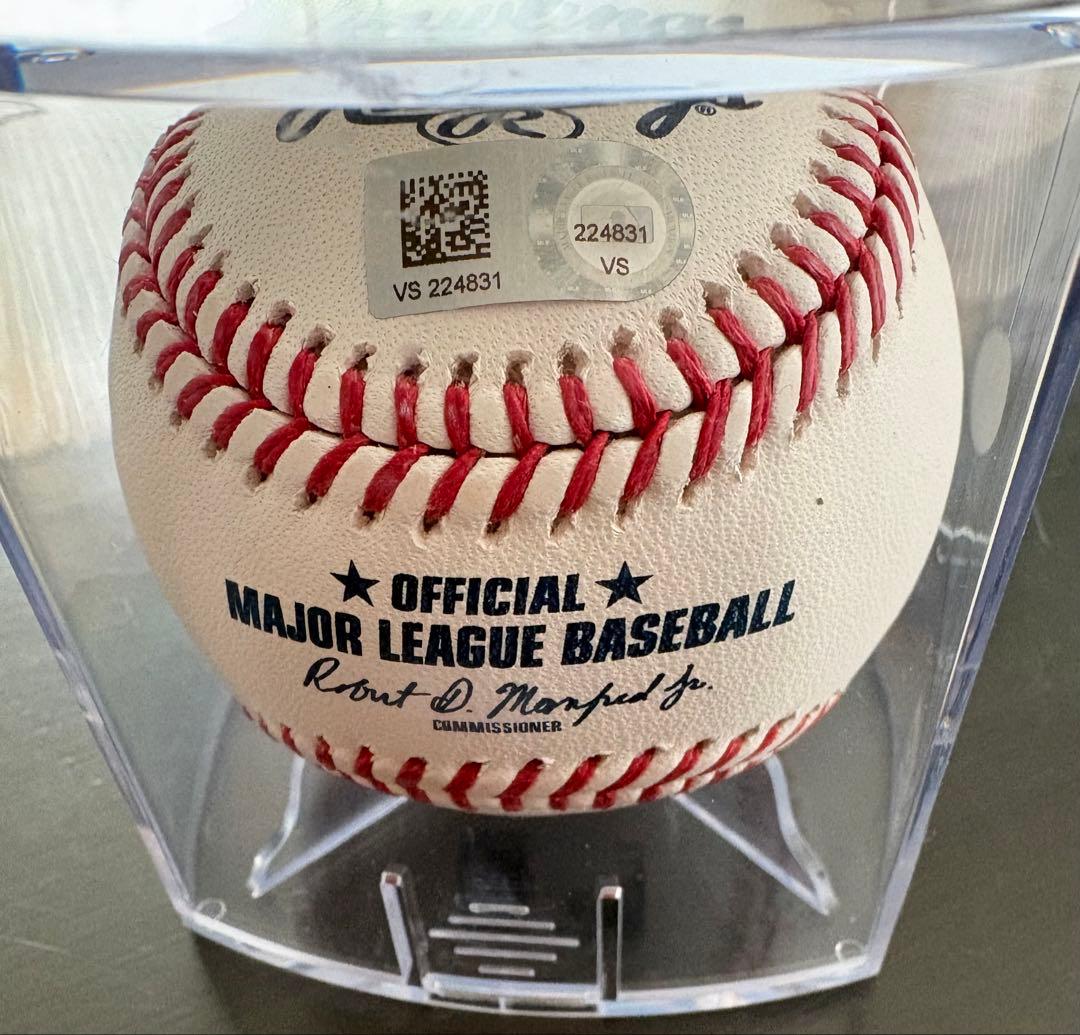 VS 224831
224831
VS
OFFICIAL
MAJOR LEAGUE BASEBALL
Robert D. Manfred Jr.
COMMISSIONER